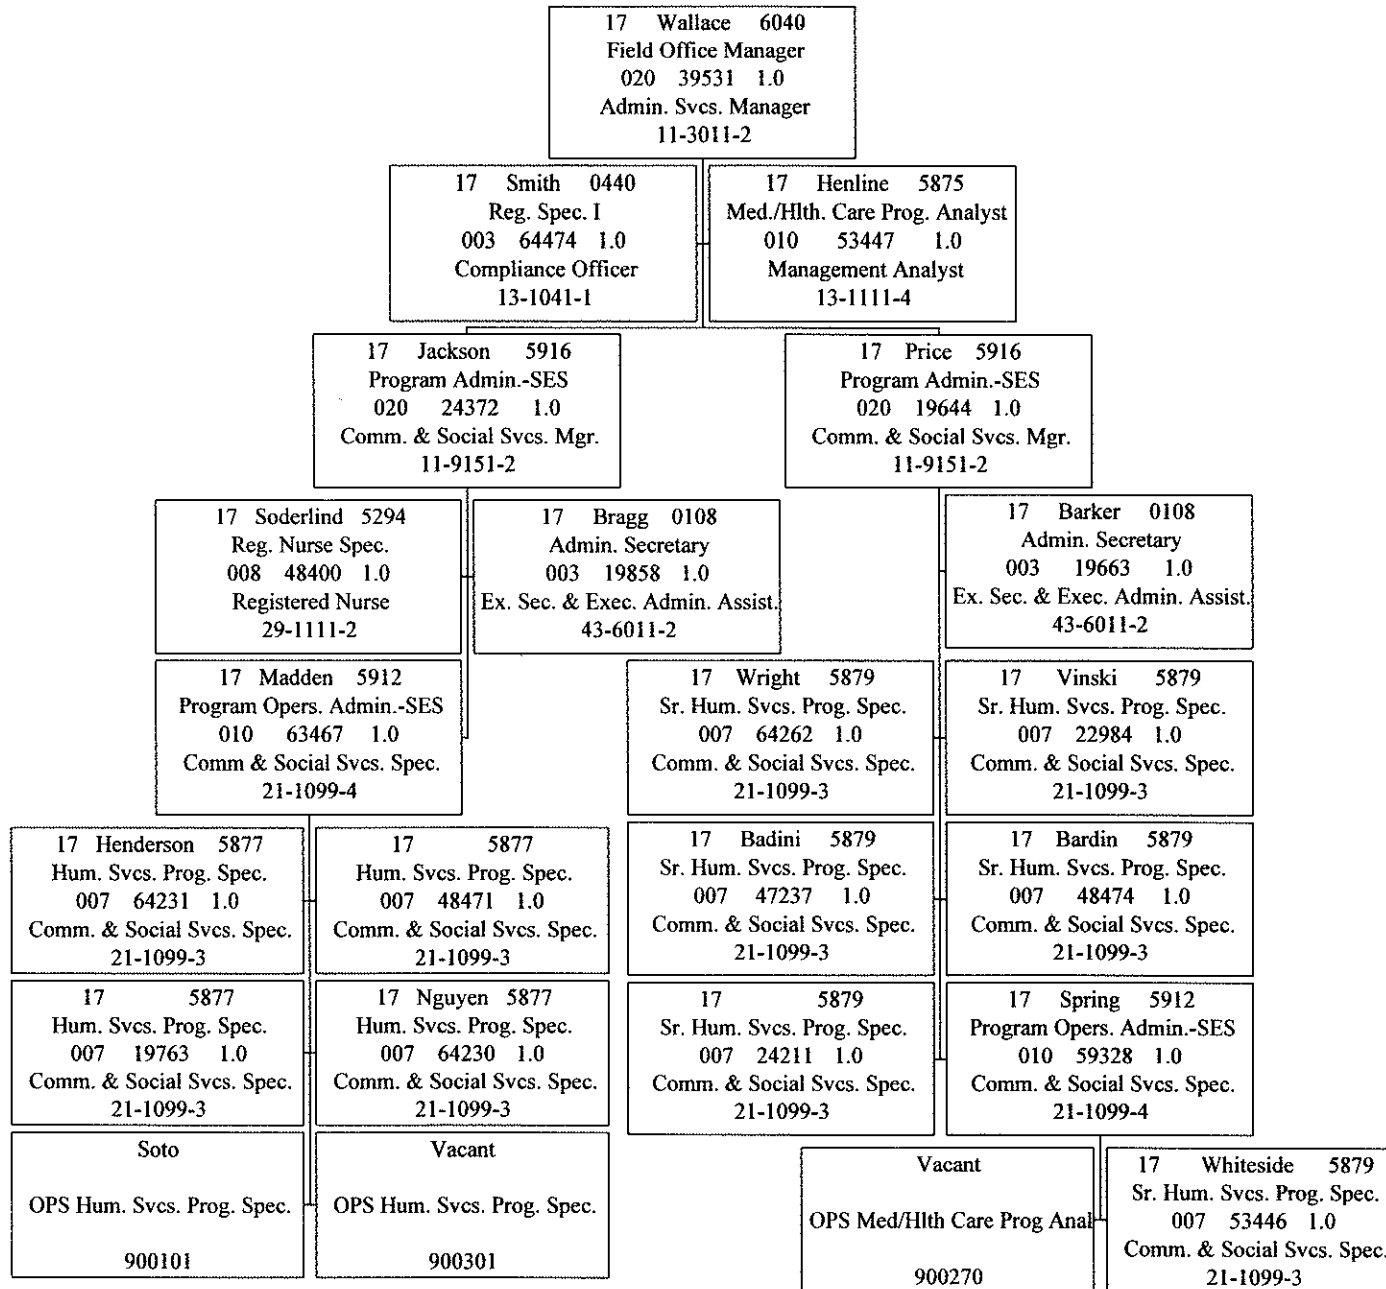 17 Wallace 6040
Field Office Manager
020 39531 1.0
Admin. Svcs. Manager
11-3011-2
17 Smith 0440
Reg. Spec. I
003 64474 1.0
Compliance Officer
13-1041-1
17 Henline 5875
Med./Hlth. Care Prog. Analyst
010 53447 1.0
Management Analyst
13-1111-4
17 Jackson 5916
Program Admin.-SES
020 24372 1.0
Comm. & Social Svcs. Mgr.
11-9151-2
17 Price 5916
Program Admin.-SES
020 19644 1.0
Comm. & Social Svcs. Mgr.
11-9151-2
17 Soderlind 5294
Reg. Nurse Spec.
008 48400 1.0
Registered Nurse
29-1111-2
17 Bragg 0108
Admin. Secretary
003 19858 1.0
Ex. Sec. & Exec. Admin. Assist.
43-6011-2
17 Barker 0108
Admin. Secretary
003 19663 1.0
Ex. Sec. & Exec. Admin. Assist.
43-6011-2
17 Madden 5912
Program Opers. Admin.-SES
010 63467 1.0
Comm & Social Svcs. Spec.
21-1099-4
17 Wright 5879
Sr. Hum. Svcs. Prog. Spec.
007 64262 1.0
Comm. & Social Svcs. Spec.
21-1099-3
17 Vinski 5879
Sr. Hum. Svcs. Prog. Spec.
007 22984 1.0
Comm. & Social Svcs. Spec.
21-1099-3
17 Henderson 5877
Hum. Svcs. Prog. Spec.
007 64231 1.0
Comm. & Social Svcs. Spec.
21-1099-3
17 5877
Hum. Svcs. Prog. Spec.
007 48471 1.0
Comm. & Social Svcs. Spec.
21-1099-3
17 Badini 5879
Sr. Hum. Svcs. Prog. Spec.
007 47237 1.0
Comm. & Social Svcs. Spec.
21-1099-3
17 Bardin 5879
Sr. Hum. Svcs. Prog. Spec.
007 48474 1.0
Comm. & Social Svcs. Spec.
21-1099-3
17 5877
Hum. Svcs. Prog. Spec.
007 19763 1.0
Comm. & Social Svcs. Spec.
21-1099-3
17 Nguyen 5877
Hum. Svcs. Prog. Spec.
007 64230 1.0
Comm. & Social Svcs. Spec.
21-1099-3
17 5879
Sr. Hum. Svcs. Prog. Spec.
007 24211 1.0
Comm. & Social Svcs. Spec.
21-1099-3
17 Spring 5912
Program Opers. Admin.-SES
010 59328 1.0
Comm. & Social Svcs. Spec.
21-1099-4
Soto
OPS Hum. Svcs. Prog. Spec.
900101
Vacant
OPS Hum. Svcs. Prog. Spec.
900301
Vacant
OPS Med/Hlth Care Prog Anal
900270
17 Whiteside 5879
Sr. Hum. Svcs. Prog. Spec.
007 53446 1.0
Comm. & Social Svcs. Spec.
21-1099-3